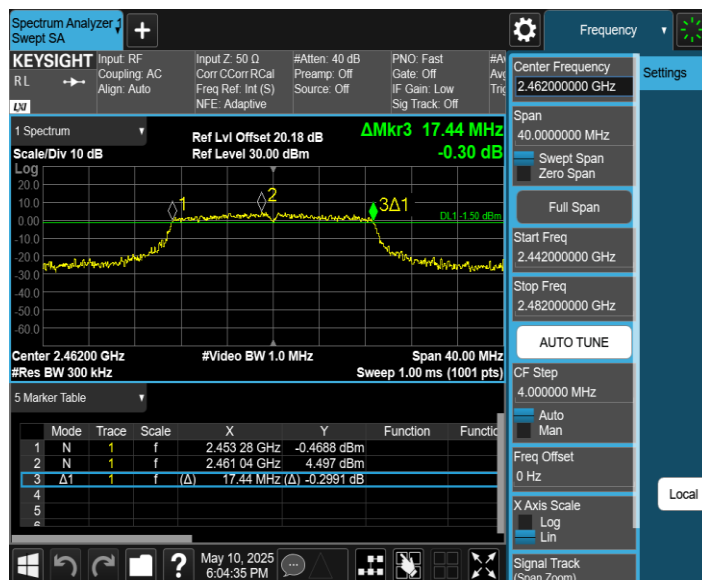 Spectrum Analyzer 1
Swept SA
+
Frequency
KEYSIGHT
RL
LXI
Input: RF
Coupling: AC
Align: Auto
Input Z: 50 Ω
Corr CCorr RCal
Freq Ref: Int (S)
NFE: Adaptive
#Atten: 40 dB
Preamp: Off
Source: Off
PNO: Fast
Gate: Off
IF Gain: Low
Sig Track: Off
1 Spectrum
Scale/Div 10 dB
Ref Lvl Offset 20.18 dB
Ref Level 30.00 dBm
ΔMkr3 17.44 MHz
-0.30 dB
Log
20.0
10.0
0.00
-10.0
-20.0
-30.0
-40.0
-50.0
-60.0
1
2
3Δ1
DL1 -1.50 dBm
Center 2.46200 GHz
#Video BW 1.0 MHz
Span 40.00 MHz
#Res BW 300 kHz
Sweep 1.00 ms (1001 pts)
5 Marker Table
Mode Trace Scale X Y Function
1 N 1 f 2.453 28 GHz -0.4688 dBm
2 N 1 f 2.461 04 GHz 4.497 dBm
3 Δ1 1 f (Δ) 17.44 MHz (Δ) -0.2991 dB
4
5
6
May 10, 2025
6:04:35 PM
?
Center Frequency
2.462000000 GHz
Span
40.0000000 MHz
Swept Span
Zero Span
Full Span
Start Freq
2.442000000 GHz
Stop Freq
2.482000000 GHz
AUTO TUNE
CF Step
4.000000 MHz
Auto
Man
Freq Offset
0 Hz
X Axis Scale
Log
Lin
Signal Track
(Span Zoom)
Settings
Local